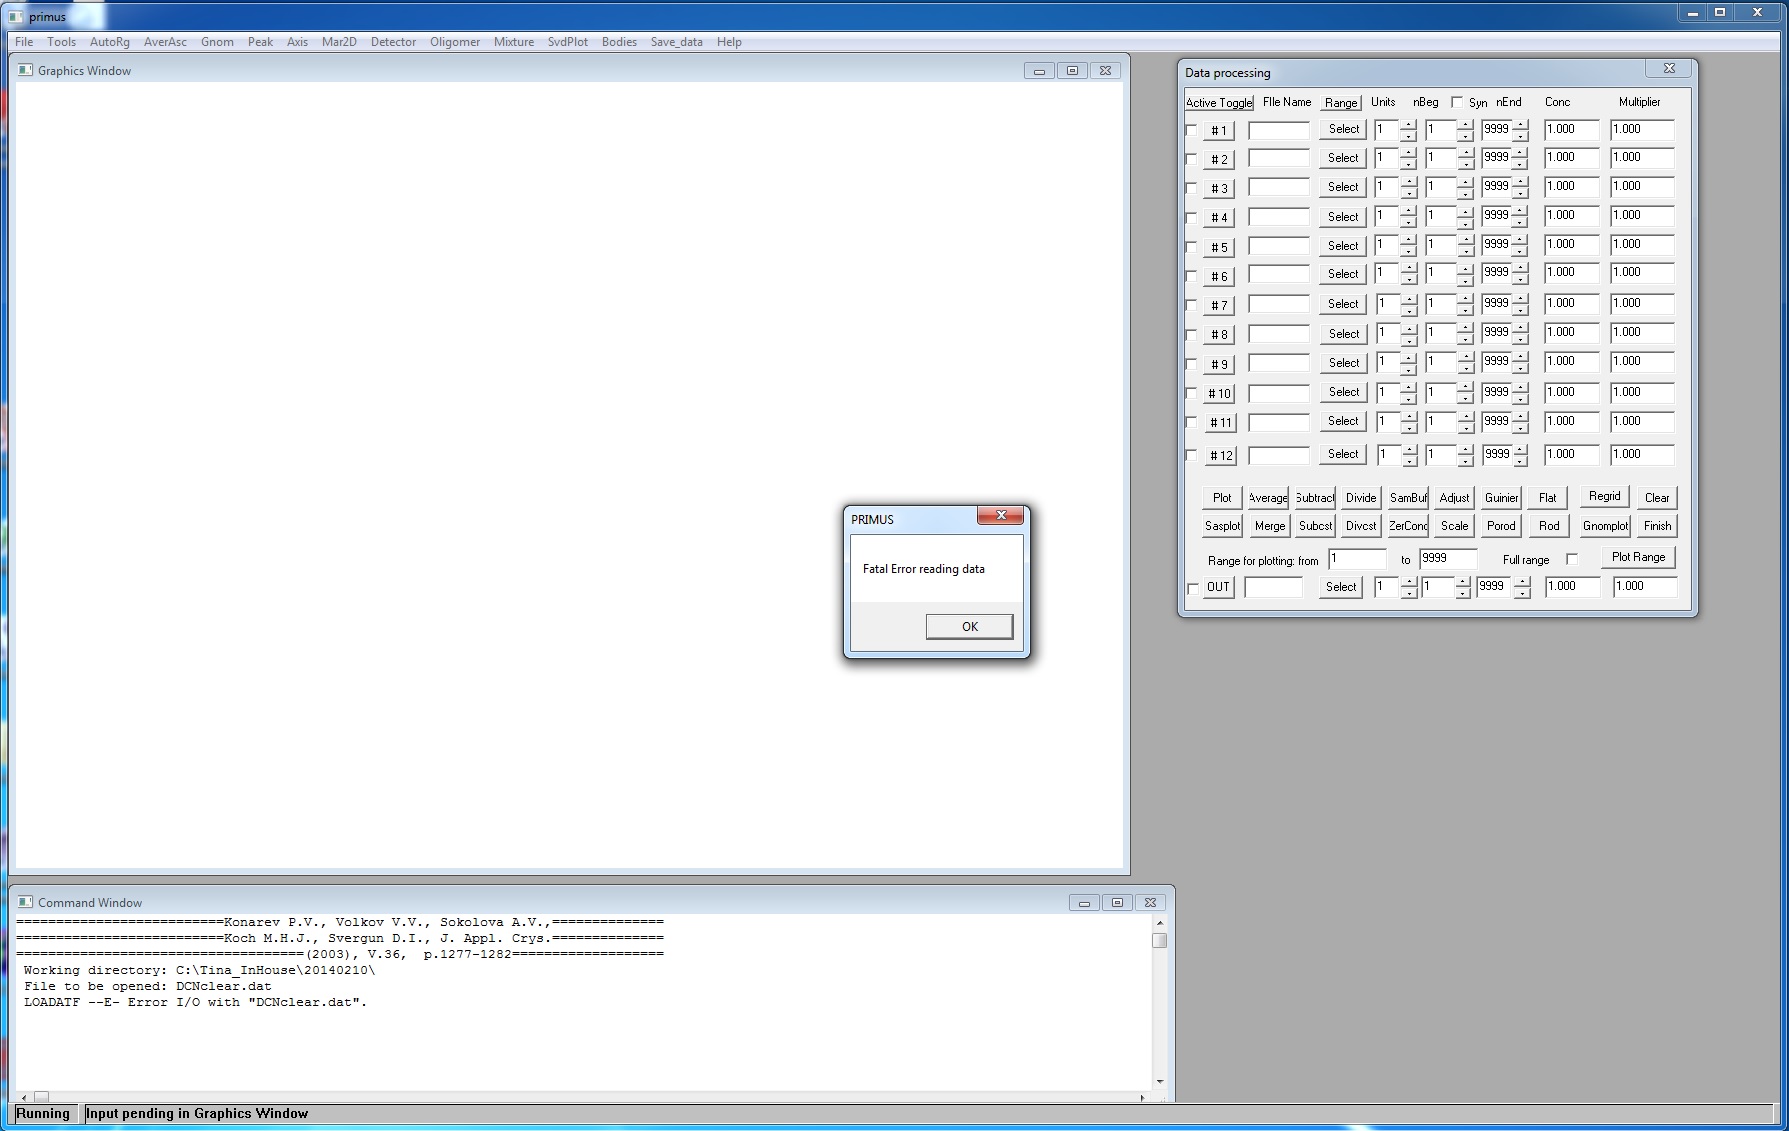 primus
File Tools AutoRg AverAsc Gnom Peak Axis Mar2D Detector Oligomer Mixture SvdPlot Bodies Save_data Help
Graphics Window
Data processing
Active Toggle FIle Name Range Units nBeg Syn nEnd Conc Multiplier
# 1 Select 1 1 9999 1.000 1.000
# 2 Select 1 1 9999 1.000 1.000
# 3 Select 1 1 9999 1.000 1.000
# 4 Select 1 1 9999 1.000 1.000
# 5 Select 1 1 9999 1.000 1.000
# 6 Select 1 1 9999 1.000 1.000
# 7 Select 1 1 9999 1.000 1.000
# 8 Select 1 1 9999 1.000 1.000
# 9 Select 1 1 9999 1.000 1.000
# 10 Select 1 1 9999 1.000 1.000
# 11 Select 1 1 9999 1.000 1.000
# 12 Select 1 1 9999 1.000 1.000
Plot Average Subtract Divide SamBuf Adjust Guinier Flat Regrid Clear
Sasplot Merge Subcst Divcst ZerConc Scale Porod Rod Gnomplot Finish
Range for plotting: from 1 to 9999 Full range Plot Range
OUT Select 1 1 9999 1.000 1.000
PRIMUS
Fatal Error reading data
OK
Command Window
==========================Konarev P.V., Volkov V.V., Sokolova A.V.,==============
==========================Koch M.H.J., Svergun D.I., J. Appl. Crys.==============
====================================(2003), V.36, p.1277-1282===================
Working directory: C:\Tina_InHouse\20140210\
File to be opened: DCNclear.dat
LOADATF --E- Error I/O with "DCNclear.dat".
Running Input pending in Graphics Window